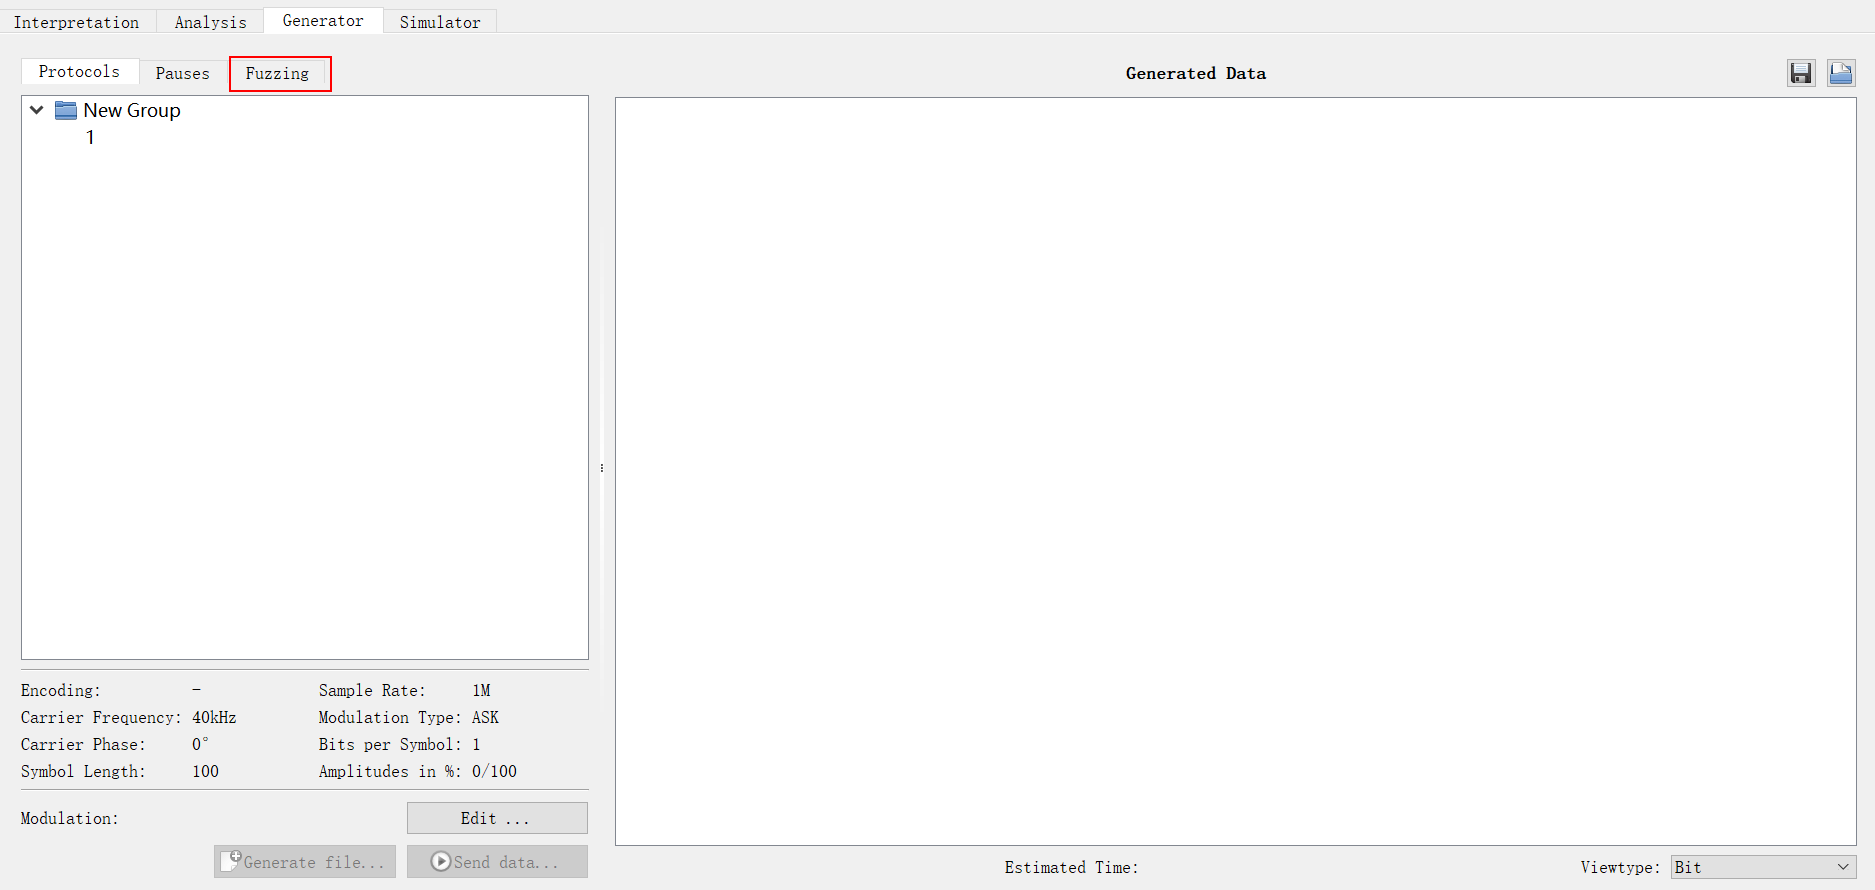 Interpretation Analysis Generator Simulator
Protocols Pauses Fuzzing
Generated Data
New Group
1
Encoding: - Sample Rate: 1M
Carrier Frequency: 40kHz Modulation Type: ASK
Carrier Phase: 0° Bits per Symbol: 1
Symbol Length: 100 Amplitudes in %: 0/100
Modulation: Edit ...
Generate file... Send data...
Estimated Time: Viewtype: Bit